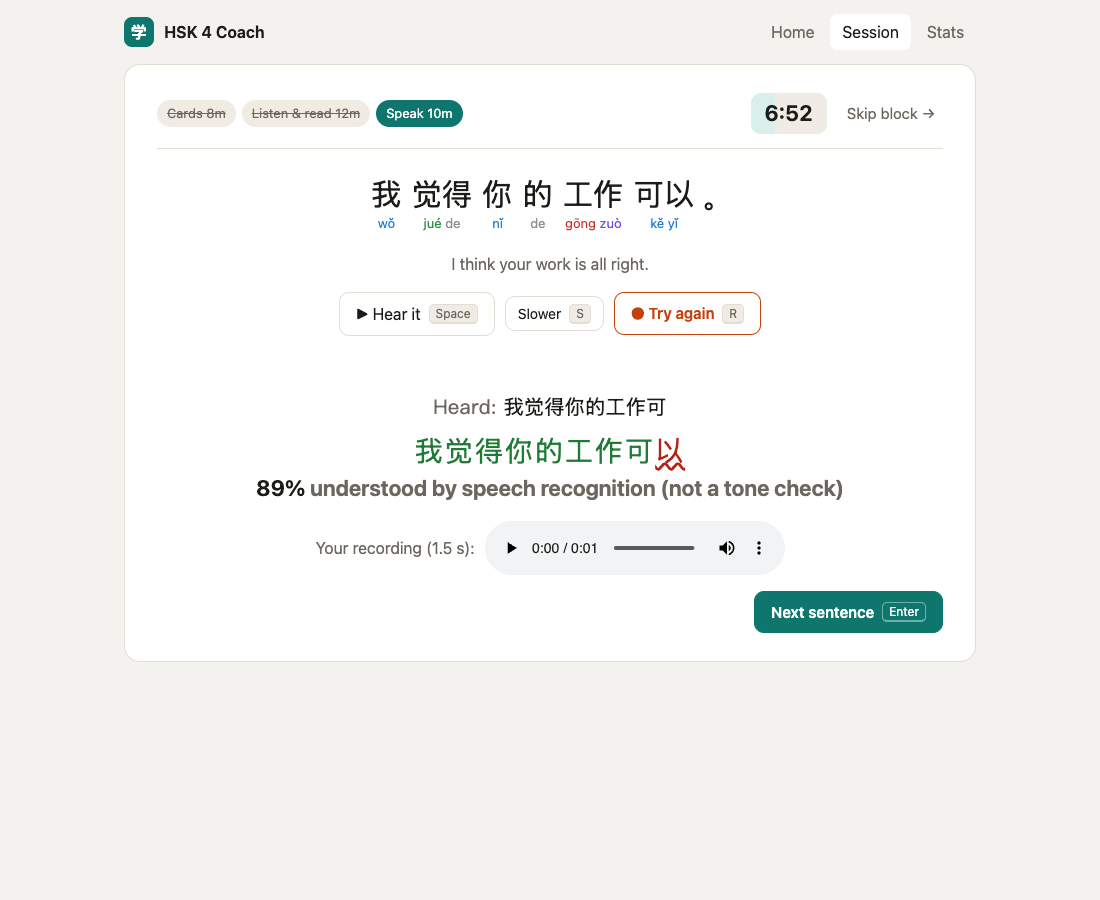 学 HSK 4 Coach Home Session Stats
Cards 8m Listen & read 12m Speak 10m 6:52 Skip block →
我 觉得 你 的 工作 可以 。
wǒ jué de nǐ de gōng zuò kě yǐ
I think your work is all right.
Hear it Space Slower S Try again R
Heard: 我觉得你的工作可
我觉得你的工作可以
89% understood by speech recognition (not a tone check)
Your recording (1.5 s): 0:00 / 0:01
Next sentence Enter